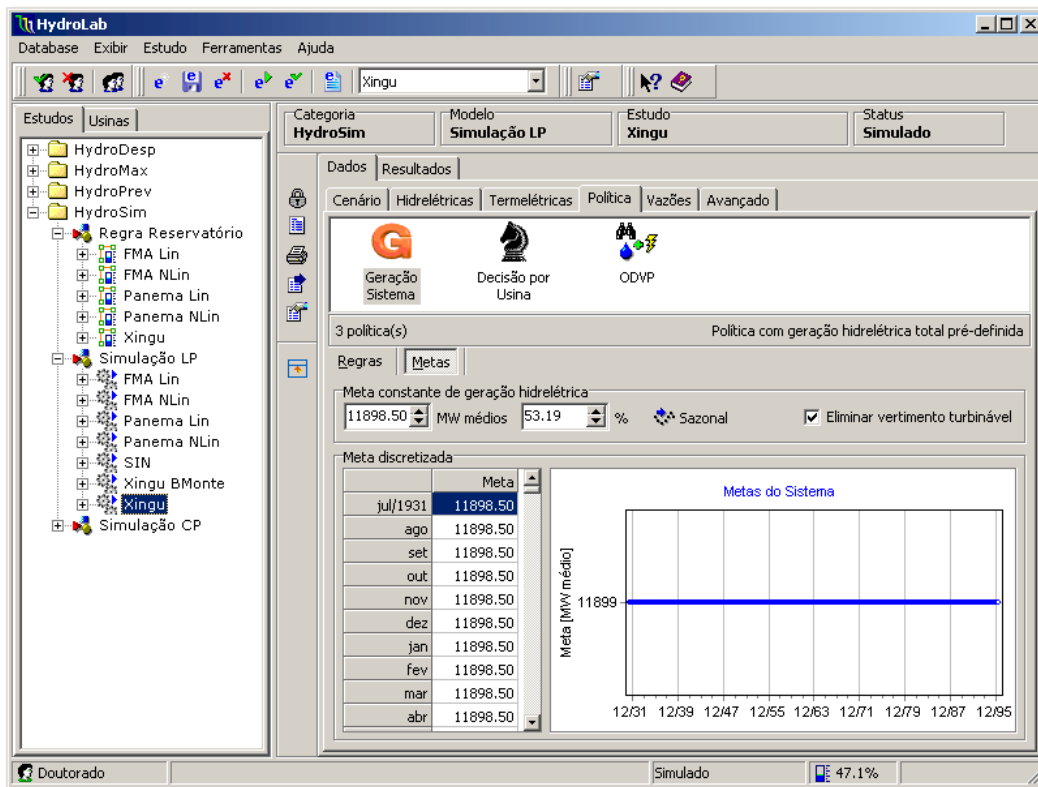 HydroLab
Database Exibir Estudo Ferramentas Ajuda
Xingu
Estudos Usinas
HydroDesp
HydroMax
HydroPrev
HydroSim
Regra Reservatório
FMA Lin
FMA NLin
Panema Lin
Panema NLin
Xingu
Simulação LP
FMA Lin
FMA NLin
Panema Lin
Panema NLin
SIN
Xingu BMonte
Xingu
Simulação CP
Categoria Modelo Estudo Status
HydroSim Simulação LP Xingu Simulado
Dados Resultados
Cenário Hidrelétricas Termelétricas Política Vazões Avançado
Geração Sistema
Decisão por Usina
ODVP
3 política(s) Política com geração hidrelétrica total pré-definida
Regras Metas
Meta constante de geração hidrelétrica
11898.50 MW médios 53.19 % Sazonal Eliminar vertimento turbinável
Meta discretizada
Meta
jul/1931 11898.50
ago 11898.50
set 11898.50
out 11898.50
nov 11898.50
dez 11898.50
jan 11898.50
fev 11898.50
mar 11898.50
abr 11898.50
Metas do Sistema
Meta [MW médio]
11899
12/31 12/39 12/47 12/55 12/63 12/71 12/79 12/87 12/95
Doutorado Simulado 47.1%